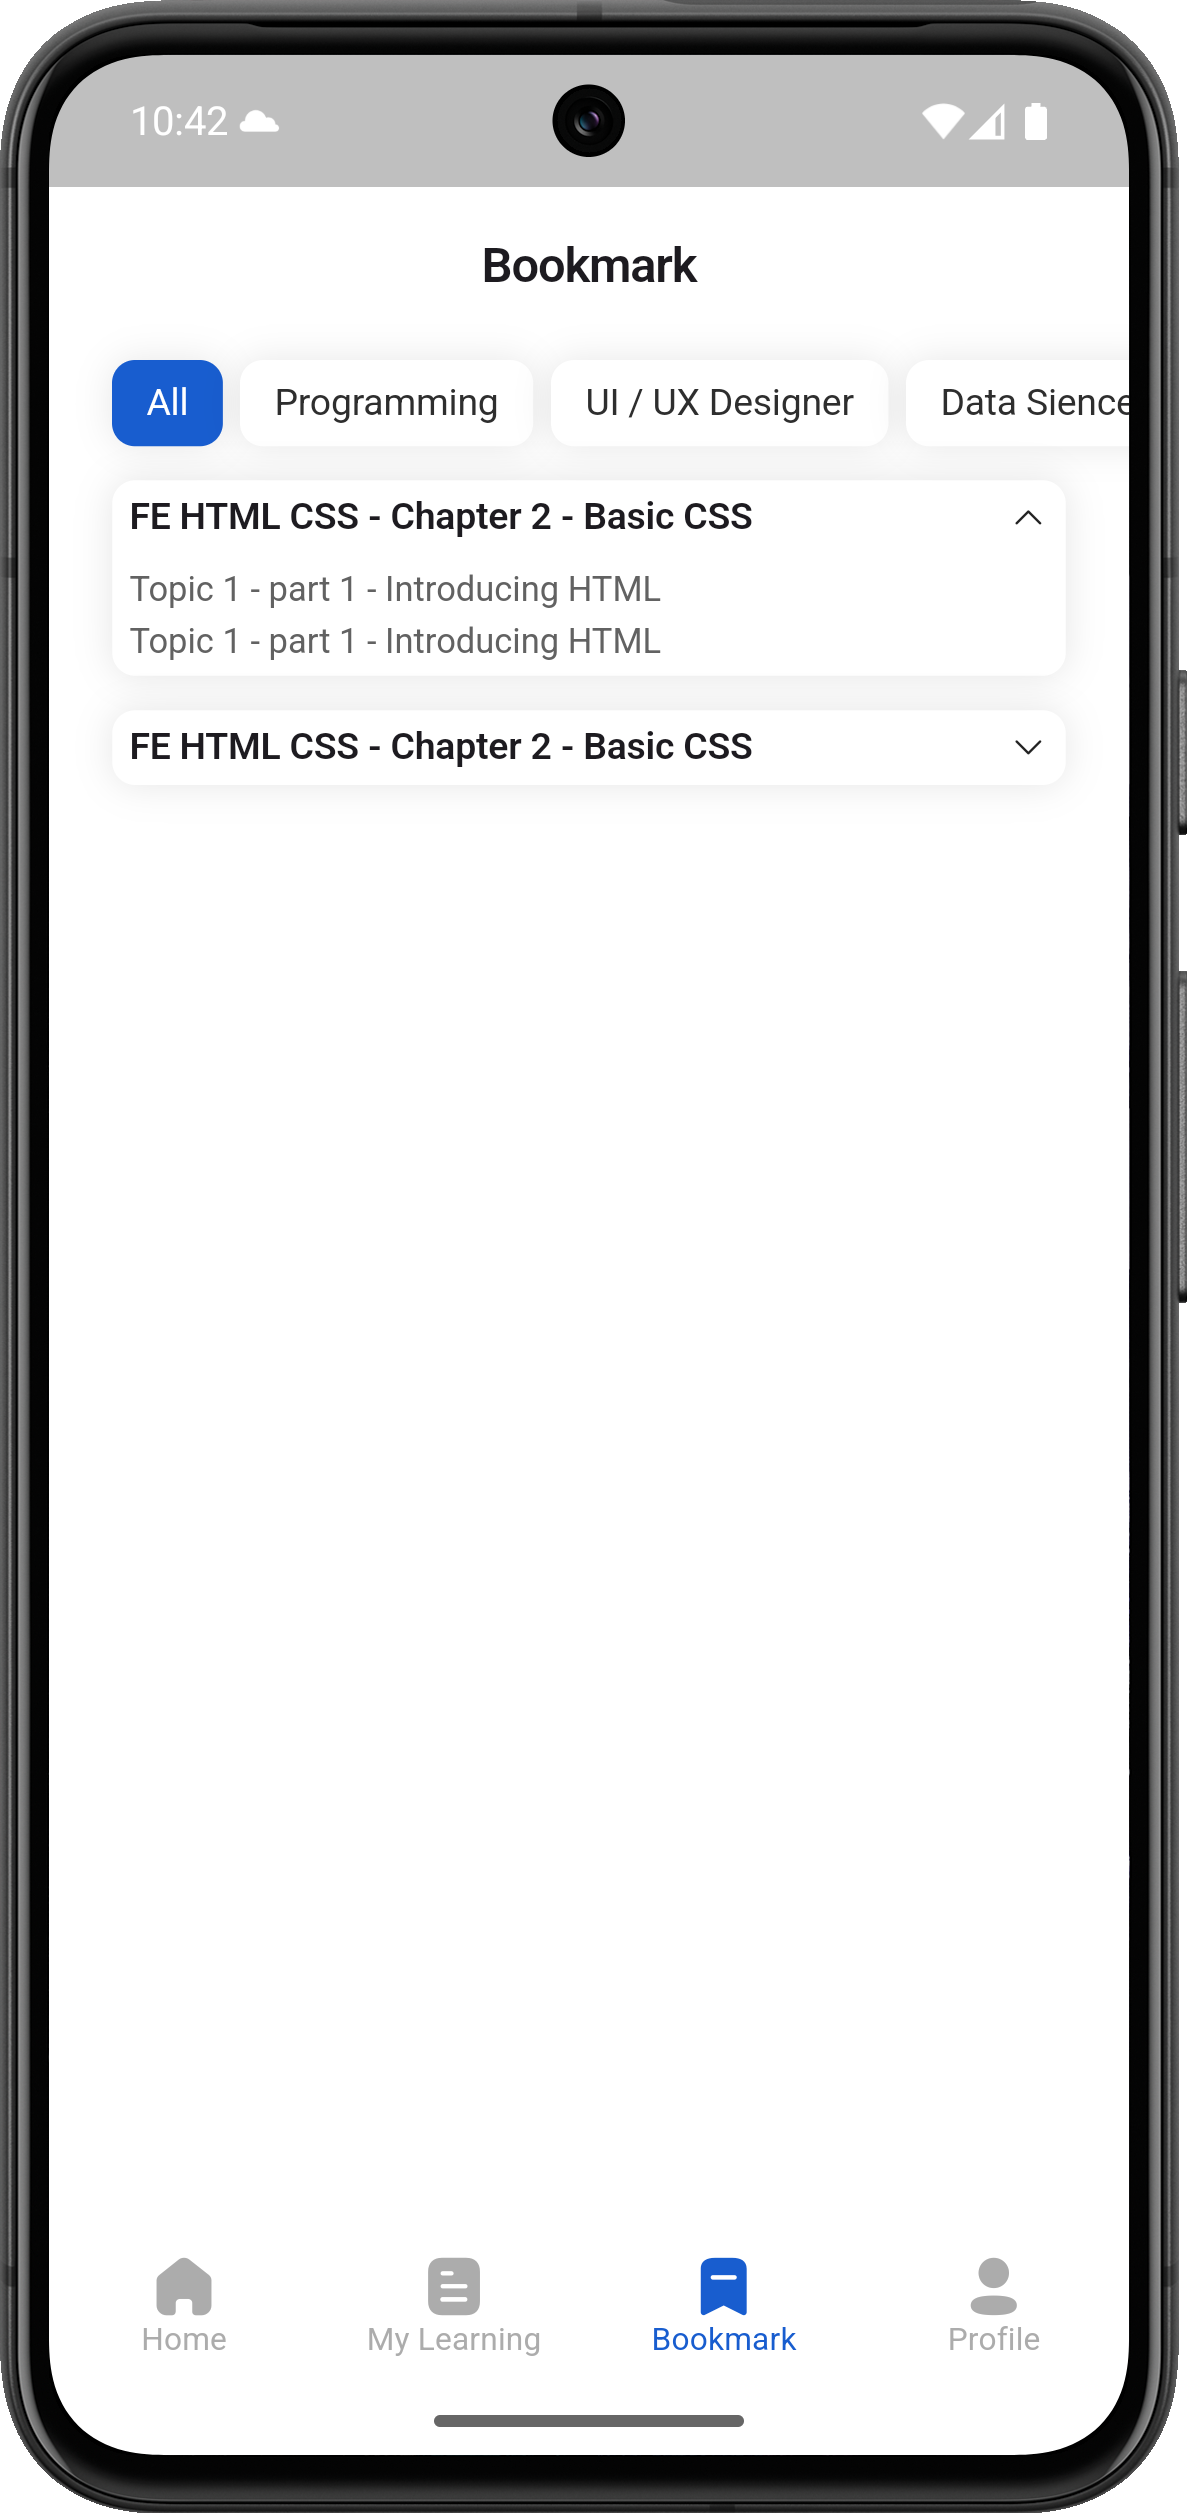 10:42
Bookmark
All Programming UI / UX Designer Data Sience
FE HTML CSS - Chapter 2 - Basic CSS
Topic 1 - part 1 - Introducing HTML
Topic 1 - part 1 - Introducing HTML
FE HTML CSS - Chapter 2 - Basic CSS
Home My Learning Bookmark Profile